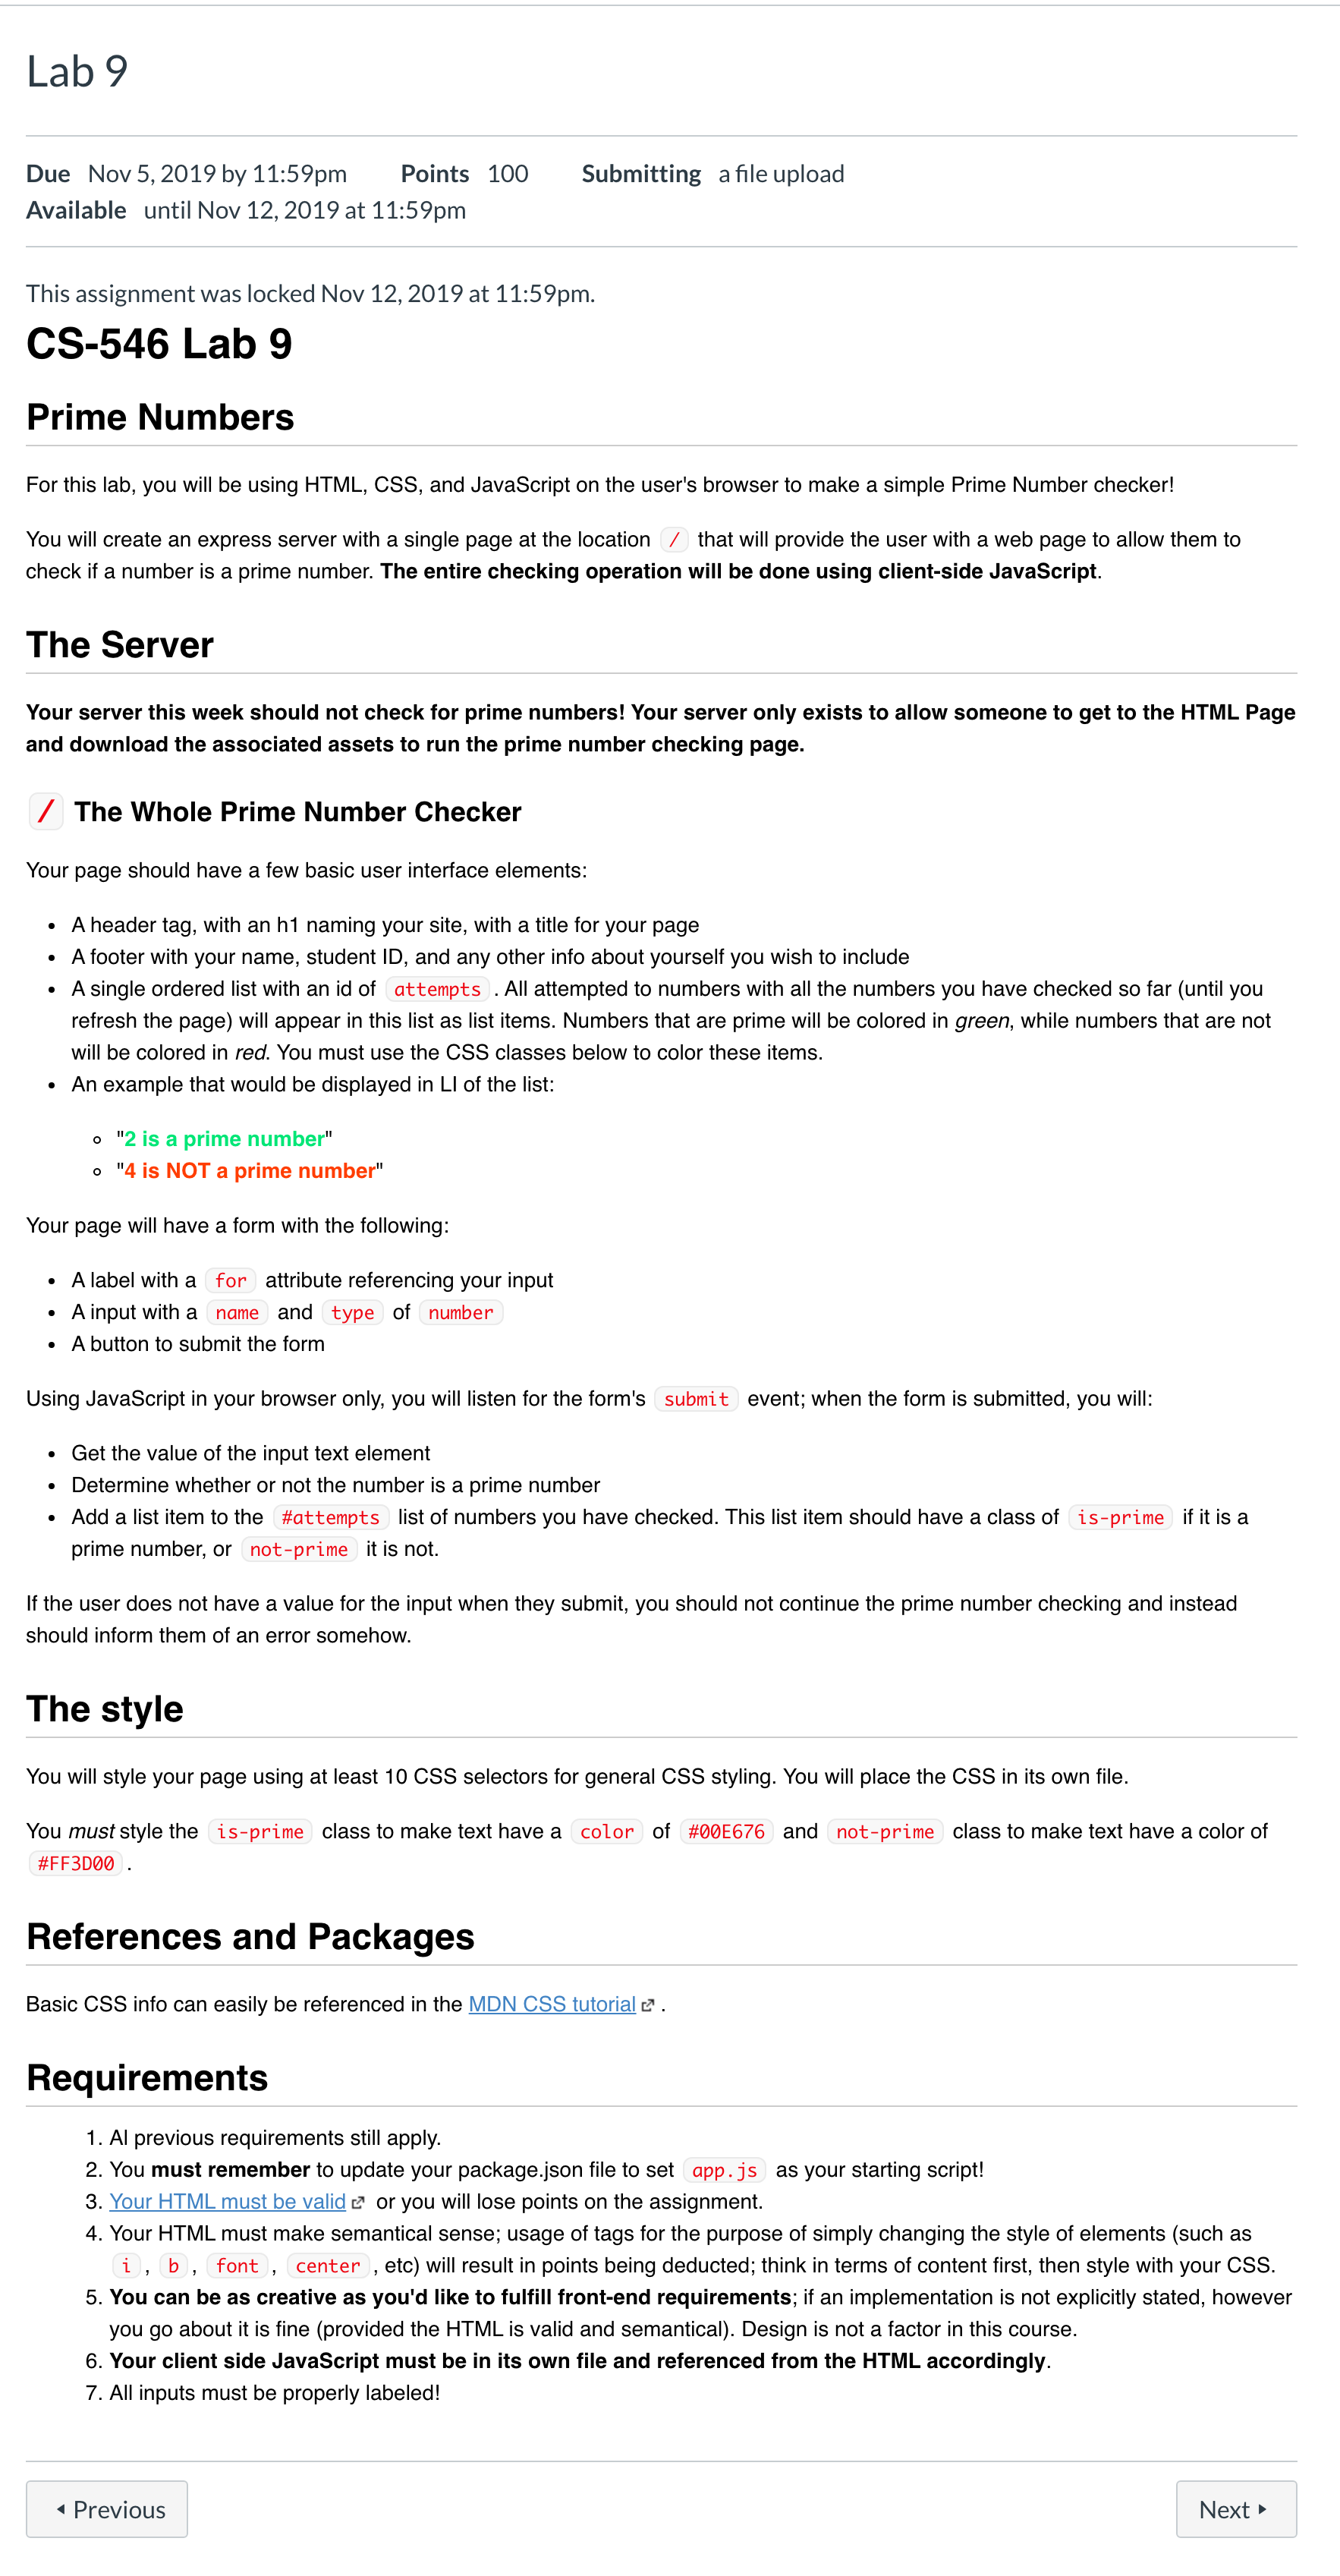 Lab 9
Due Nov 5, 2019 by 11:59pm Points 100 Submitting a file upload
Available until Nov 12, 2019 at 11:59pm
This assignment was locked Nov 12, 2019 at 11:59pm.
CS-546 Lab 9
Prime Numbers
For this lab, you will be using HTML, CSS, and JavaScript on the user's browser to make a simple Prime Number checker!
You will create an express server with a single page at the location / that will provide the user with a web page to allow them to
check if a number is a prime number. The entire checking operation will be done using client-side JavaScript.
The Server
Your server this week should not check for prime numbers! Your server only exists to allow someone to get to the HTML Page
and download the associated assets to run the prime number checking page.
/ The Whole Prime Number Checker
Your page should have a few basic user interface elements:
• A header tag, with an h1 naming your site, with a title for your page
• A footer with your name, student ID, and any other info about yourself you wish to include
• A single ordered list with an id of attempts . All attempted to numbers with all the numbers you have checked so far (until you
refresh the page) will appear in this list as list items. Numbers that are prime will be colored in green, while numbers that are not
will be colored in red. You must use the CSS classes below to color these items.
• An example that would be displayed in LI of the list:
◦ "2 is a prime number"
◦ "4 is NOT a prime number"
Your page will have a form with the following:
• A label with a for attribute referencing your input
• A input with a name and type of number
• A button to submit the form
Using JavaScript in your browser only, you will listen for the form's submit event; when the form is submitted, you will:
• Get the value of the input text element
• Determine whether or not the number is a prime number
• Add a list item to the #attempts list of numbers you have checked. This list item should have a class of is-prime if it is a
prime number, or not-prime it is not.
If the user does not have a value for the input when they submit, you should not continue the prime number checking and instead
should inform them of an error somehow.
The style
You will style your page using at least 10 CSS selectors for general CSS styling. You will place the CSS in its own file.
You must style the is-prime class to make text have a color of #00E676 and not-prime class to make text have a color of
#FF3D00 .
References and Packages
Basic CSS info can easily be referenced in the MDN CSS tutorial .
Requirements
1. Al previous requirements still apply.
2. You must remember to update your package.json file to set app.js as your starting script!
3. Your HTML must be valid or you will lose points on the assignment.
4. Your HTML must make semantical sense; usage of tags for the purpose of simply changing the style of elements (such as
i , b , font , center , etc) will result in points being deducted; think in terms of content first, then style with your CSS.
5. You can be as creative as you'd like to fulfill front-end requirements; if an implementation is not explicitly stated, however
you go about it is fine (provided the HTML is valid and semantical). Design is not a factor in this course.
6. Your client side JavaScript must be in its own file and referenced from the HTML accordingly.
7. All inputs must be properly labeled!
Previous
Next